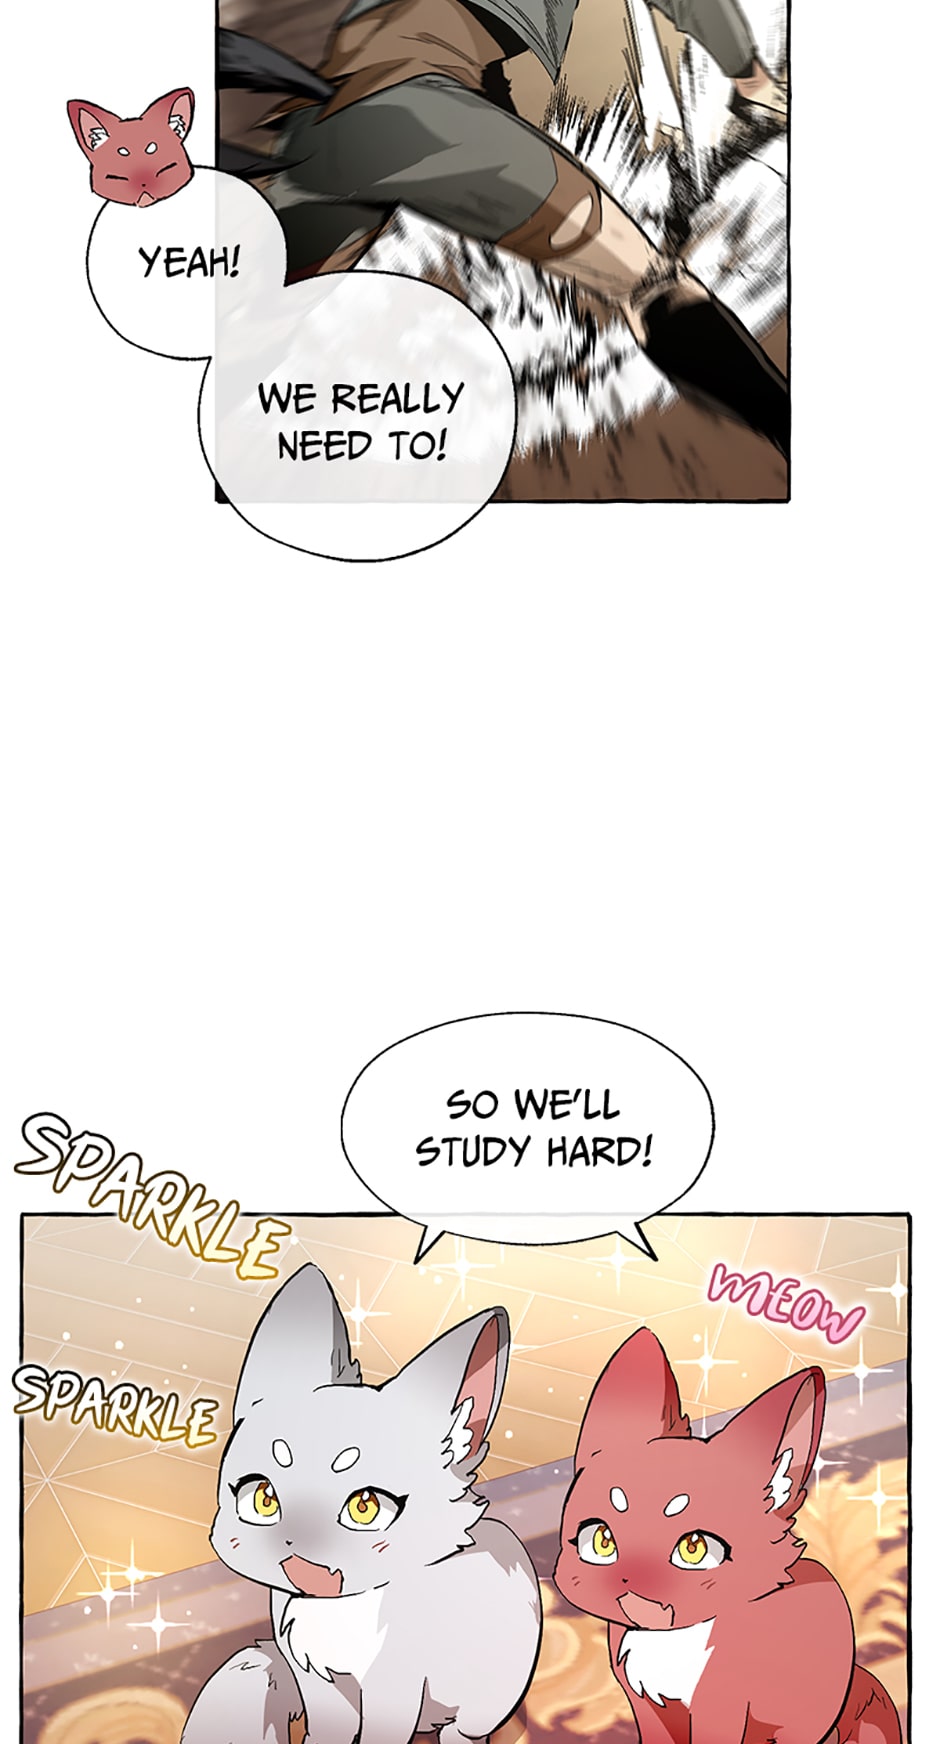 YEAH!
WE REALLY
NEED TO!
SO WE'LL
STUDY HARD!
SPARKLE
MEOW
SPARKLE